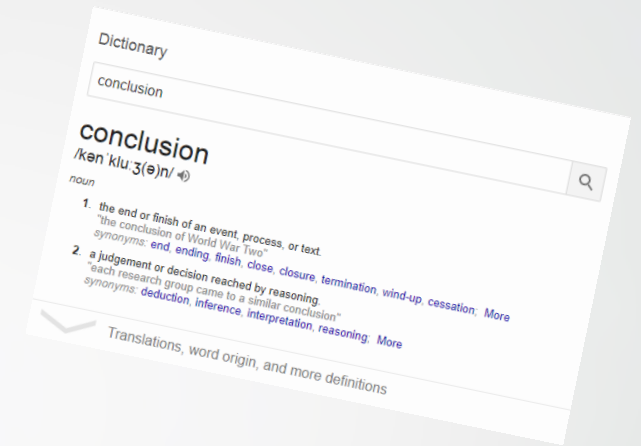 Dictionary
conclusion
conclusion
/kənˈkluːʒ(ə)n/
noun
1. the end or finish of an event, process, or text.
"the conclusion of World War Two"
synonyms: end, ending, finish, close, closure, termination, wind-up, cessation; More
2. a judgement or decision reached by reasoning.
"each research group came to a similar conclusion"
synonyms: deduction, inference, interpretation, reasoning; More
Translations, word origin, and more definitions